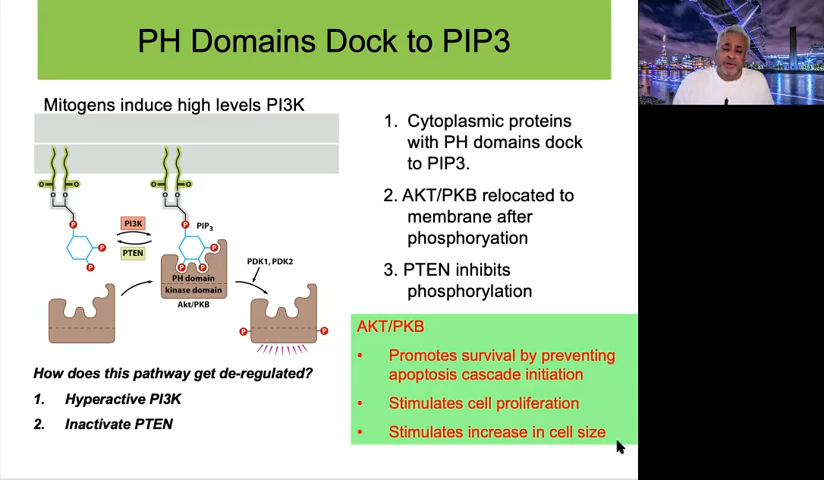 PH Domains Dock to PIP3
Mitogens induce high levels PI3K
O
O
O
O
O
O
O
O
P
P
P
PI3K
PTEN
P
PIP3
P
P
P
PH domain
kinase domain
Akt/PKB
PDK1, PDK2
P
P
How does this pathway get de-regulated?
1. Hyperactive PI3K
2. Inactivate PTEN
1. Cytoplasmic proteins
with PH domains dock
to PIP3.
2. AKT/PKB relocated to
membrane after
phosphoryation
3. PTEN inhibits
phosphorylation
AKT/PKB
• Promotes survival by preventing
apoptosis cascade initiation
• Stimulates cell proliferation
• Stimulates increase in cell size